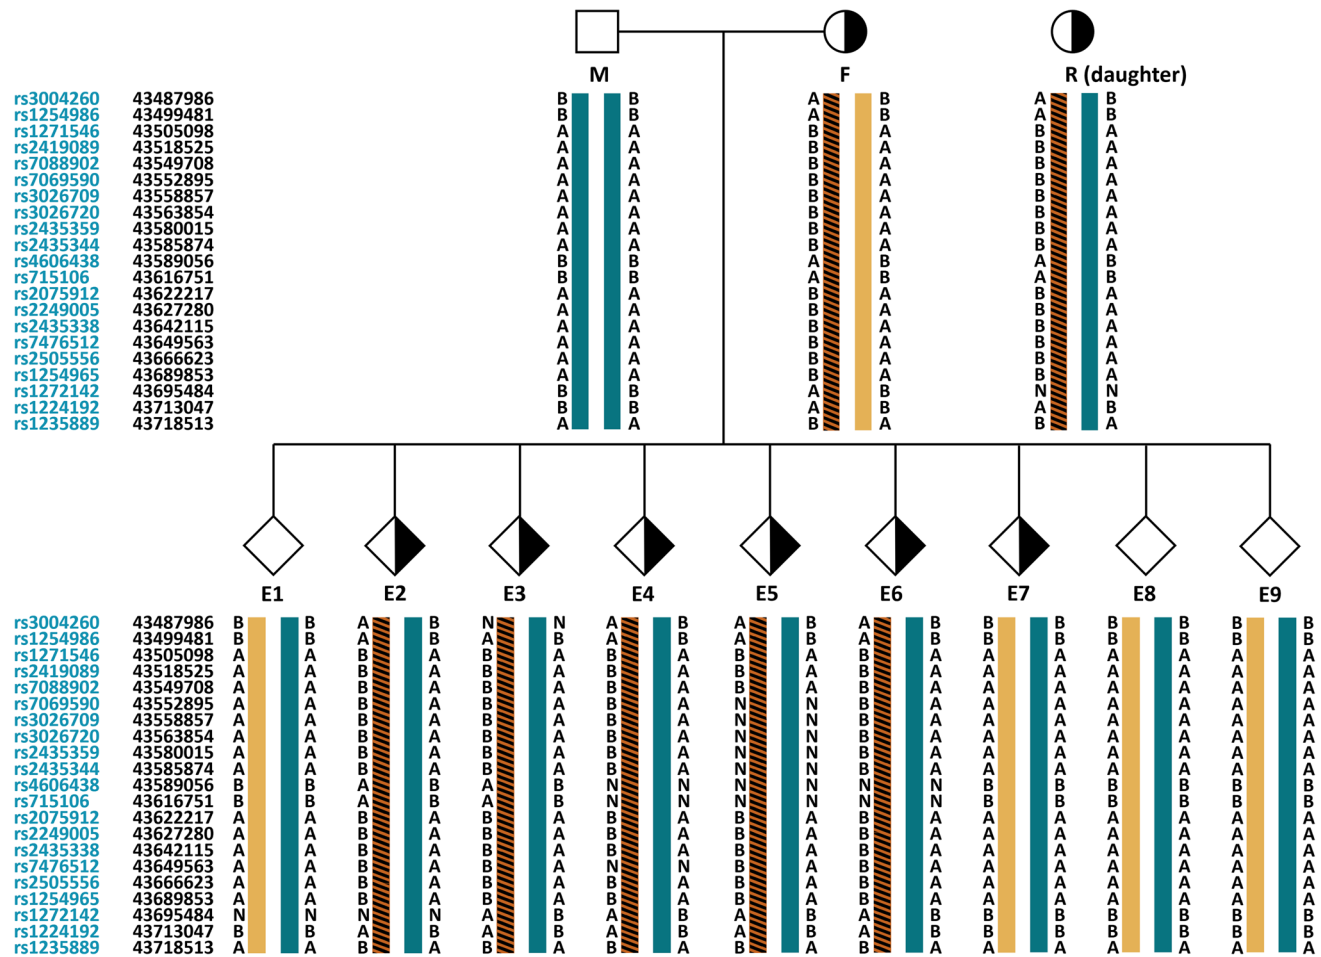 M F R (daughter)
rs3004260 43487986 B B A B A B
rs1254986 43499481 B B A B A B
rs1271546 43505098 A A B A B A
rs2419089 43518525 A A B A B A
rs7088902 43549708 A A B A B A
rs7069590 43552895 A A B A B A
rs3026709 43558857 A A B A B A
rs3026720 43563854 A A B A B A
rs2435359 43580015 A A B A B A
rs2435344 43585874 A A B A B A
rs4606438 43589056 B B A B A B
rs715106 43616751 B B A B A B
rs2075912 43622217 A A B A B A
rs2249005 43627280 A A B A B A
rs2435338 43642115 A A B A B A
rs7476512 43649563 A A B A B A
rs2505556 43666623 A A B A B A
rs1254965 43689853 A A B A B A
rs1272142 43695484 B B A B N N
rs1224192 43713047 B B A B A B
rs1235889 43718513 A A B A B A
E1 E2 E3 E4 E5 E6 E7 E8 E9
rs3004260 43487986 B B A B N N A B A B A B B B B B B B
rs1254986 43499481 B B A B A B A B A B A B B B B B B B
rs1271546 43505098 A A B A B A B A B A B A A A A A A A
rs2419089 43518525 A A B A B A B A B A B A A A A A A A
rs7088902 43549708 A A B A B A B A B A B A A A A A A A
rs7069590 43552895 A A B A B A B A N N B A A A A A A A
rs3026709 43558857 A A B A B A B A N N B A A A A A A A
rs3026720 43563854 A A B A B A B A N N B A A A A A A A
rs2435359 43580015 A A B A B A B A N N B A A A A A A A
rs2435344 43585874 A A B A B A B A N N B A A A A A A A
rs4606438 43589056 B B A B A B N N N N N N B B B B B B
rs715106 43616751 B B A B A B N N N N N N B B B B B B
rs2075912 43622217 A A B A B A B A B A B A A A A A A A
rs2249005 43627280 A A B A B A B A B A B A A A A A A A
rs2435338 43642115 A A B A B A B A B A B A A A A A A A
rs7476512 43649563 A A B A B A N N B A B A A A A A A A
rs2505556 43666623 A A B A B A B A B A B A A A A A A A
rs1254965 43689853 A A B A B A B A B A B A A A A A A A
rs1272142 43695484 N N N N A B A B A B A B B B B B B B
rs1224192 43713047 B B A B A B A B A B A B B B B B B B
rs1235889 43718513 A A B A B A B A B A B A A A A A A A